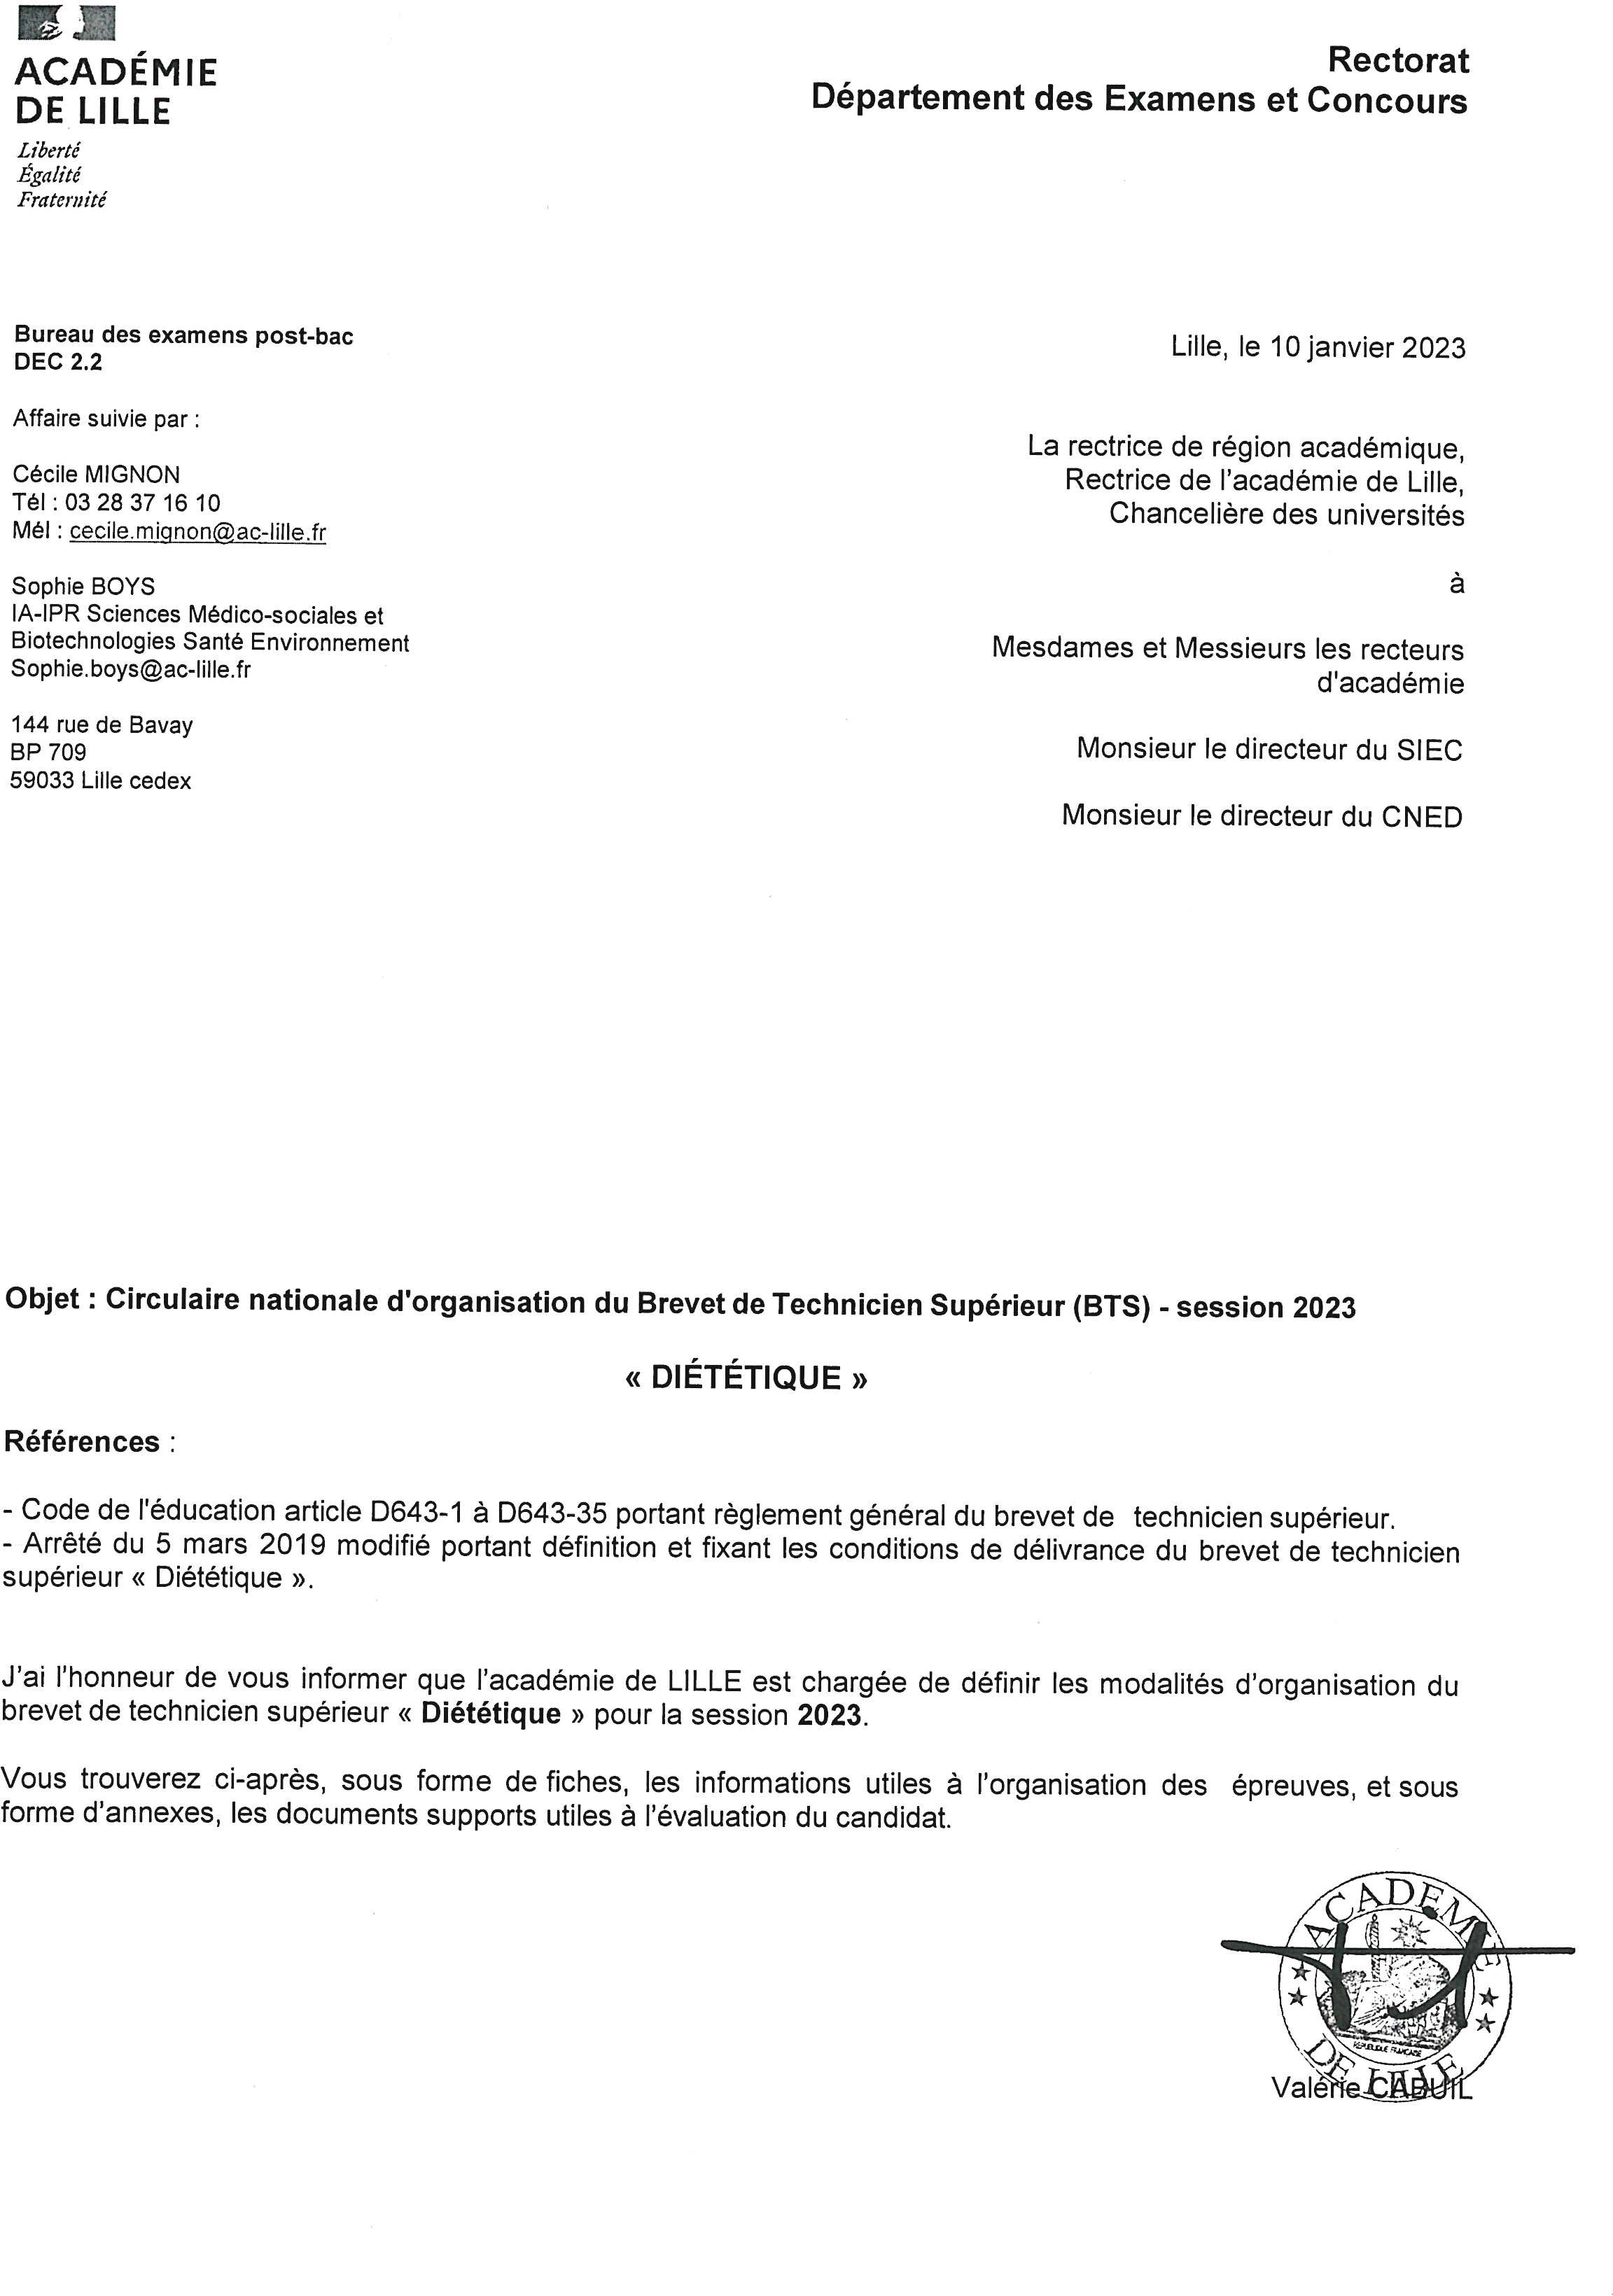 ACADÉMIE
DE LILLE
Liberté
Égalité
Fraternité
Rectorat
Département des Examens et Concours
Bureau des examens post-bac
DEC 2.2
Affaire suivie par :
Cécile MIGNON
Tél : 03 28 37 16 10
Mél : cecile.mignon@ac-lille.fr
Sophie BOYS
IA-IPR Sciences Médico-sociales et
Biotechnologies Santé Environnement
Sophie.boys@ac-lille.fr
144 rue de Bavay
BP 709
59033 Lille cedex
Lille, le 10 janvier 2023
La rectrice de région académique,
Rectrice de l'académie de Lille,
Chancelière des universités
à
Mesdames et Messieurs les recteurs
d'académie
Monsieur le directeur du SIEC
Monsieur le directeur du CNED
Objet : Circulaire nationale d'organisation du Brevet de Technicien Supérieur (BTS) - session 2023
« DIÉTÉTIQUE »
Références :
- Code de l'éducation article D643-1 à D643-35 portant règlement général du brevet de technicien supérieur.
- Arrêté du 5 mars 2019 modifié portant définition et fixant les conditions de délivrance du brevet de technicien
supérieur « Diététique ».
J'ai l'honneur de vous informer que l'académie de LILLE est chargée de définir les modalités d'organisation du
brevet de technicien supérieur « Diététique » pour la session 2023.
Vous trouverez ci-après, sous forme de fiches, les informations utiles à l'organisation des épreuves, et sous
forme d'annexes, les documents supports utiles à l'évaluation du candidat.
ACADÉMIE
DE LILLE
RÉPUBLIQUE FRANÇAISE
Valérie CABUIL